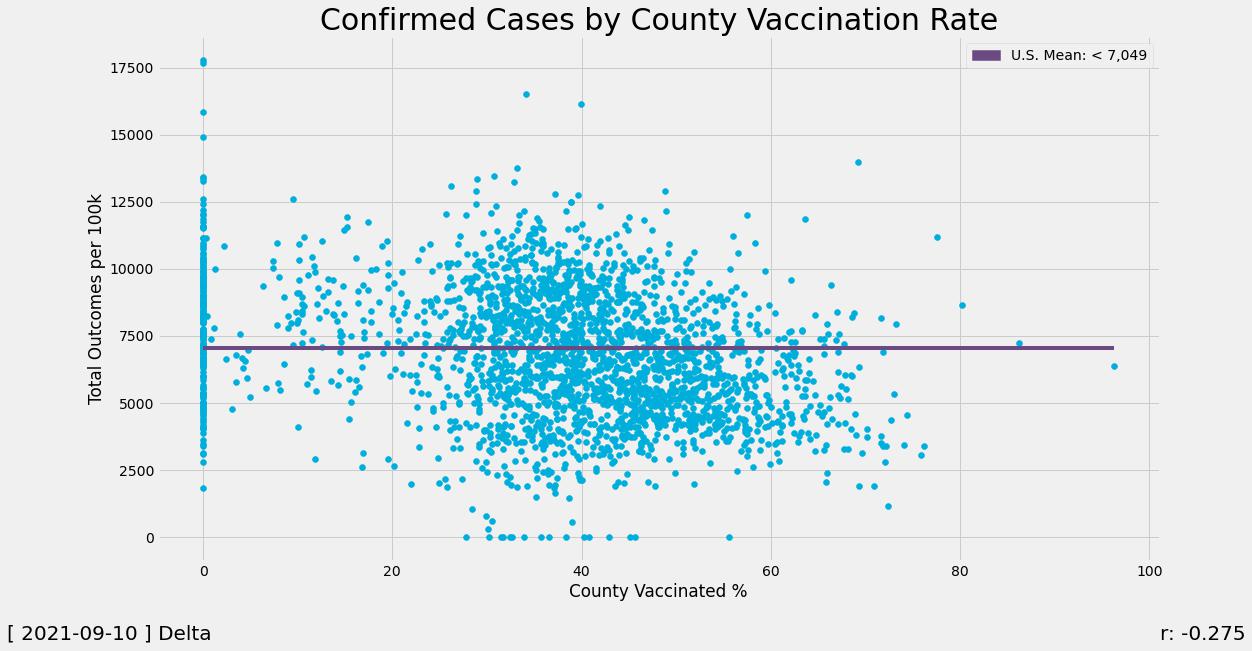 Confirmed Cases by County Vaccination Rate
U.S. Mean: < 7,049
Total Outcomes per 100k
17500
15000
12500
10000
7500
5000
2500
0
0 20 40 60 80 100
County Vaccinated %
[ 2021-09-10 ] Delta
r: -0.275